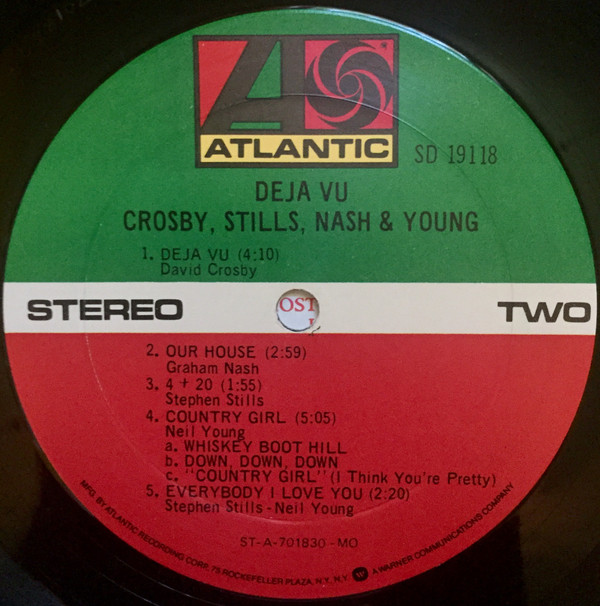 ATLANTIC
SD 19118
DEJA VU
CROSBY, STILLS, NASH & YOUNG
1. DEJA VU (4:10)
David Crosby
STEREO
OST
TWO
2. OUR HOUSE (2:59)
Graham Nash
3. 4 + 20 (1:55)
Stephen Stills
4. COUNTRY GIRL (5:05)
Neil Young
a. WHISKEY BOOT HILL
b. DOWN, DOWN, DOWN
c. "COUNTRY GIRL" (I Think You're Pretty)
5. EVERYBODY I LOVE YOU (2:20)
Stephen Stills - Neil Young
ST-A-701830-MO
MFG. BY ATLANTIC RECORDING CORP., 75 ROCKEFELLER PLAZA, N.Y., N.Y. A WARNER COMMUNICATIONS COMPANY